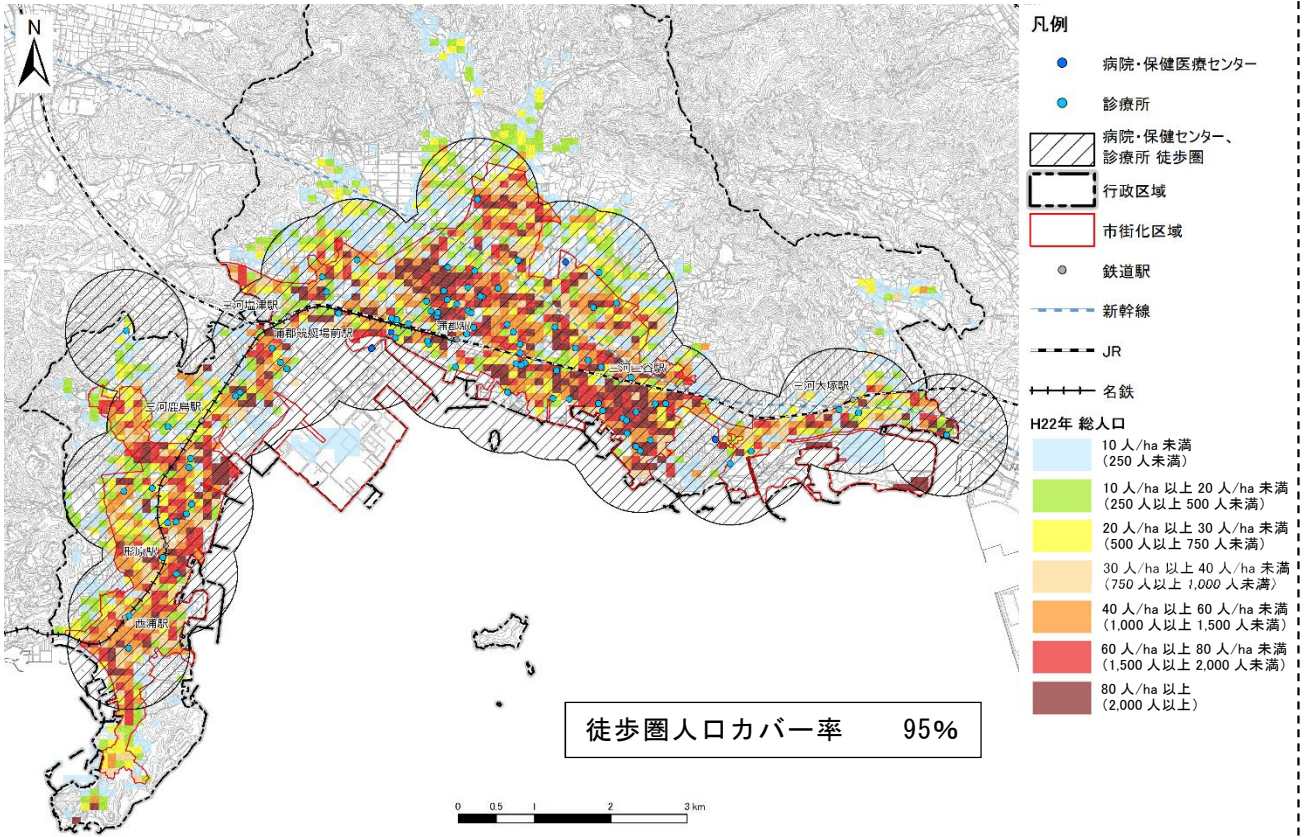 N
凡例
病院・保健医療センター
診療所
病院・保健センター、
診療所 徒歩圏
行政区域
市街化区域
鉄道駅
新幹線
JR
名鉄
H22年 総人口
10 人/ha 未満
(250 人未満)
10 人/ha 以上 20 人/ha 未満
(250 人以上 500 人未満)
20 人/ha 以上 30 人/ha 未満
(500 人以上 750 人未満)
30 人/ha 以上 40 人/ha 未満
(750 人以上 1,000 人未満)
40 人/ha 以上 60 人/ha 未満
(1,000 人以上 1,500 人未満)
60 人/ha 以上 80 人/ha 未満
(1,500 人以上 2,000 人未満)
80 人/ha 以上
(2,000 人以上)
三河塩津駅
蒲郡競艇場前駅
蒲郡駅
三河三谷駅
三河大塚駅
三河鹿島駅
形原駅
西浦駅
徒歩圏人口カバー率 95%
0 0.5 1 2 3 km